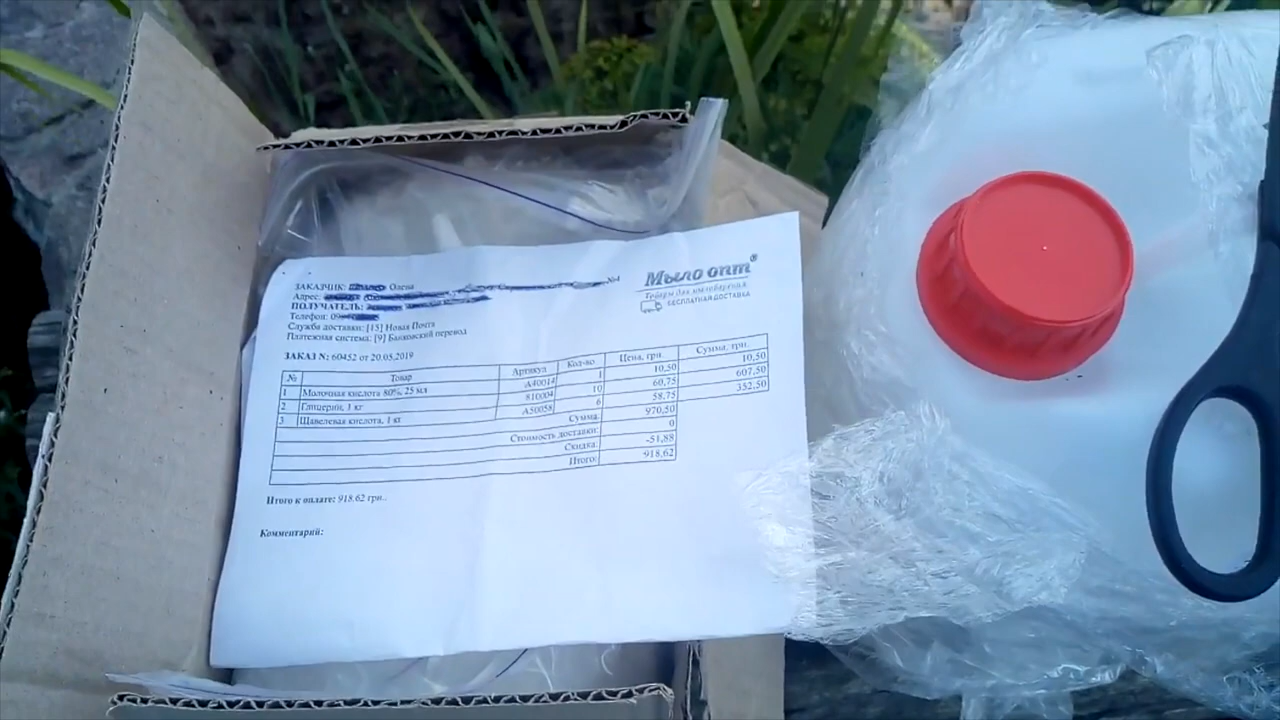 ЗАКАЗЧИК: Олена №1
Адрес:
ПОЛУЧАТЕЛЬ:
Телефон: 09
Служба доставки: [15] Новая Почта
Платежная система: [9] Банковский перевод
Мыло опт®
Товары для мыловарения
БЕСПЛАТНАЯ ДОСТАВКА
ЗАКАЗ N: 60452 от 20.05.2019
№ Товар Артикул Кол-во Цена, грн. Сумма, грн.
1 Молочная кислота 80%, 25 мл A40014 1 10,50 10,50
2 Глицерин, 1 кг 810004 10 60,75 607,50
3 Щавелевая кислота, 1 кг A50058 6 58,75 352,50
Сумма: 970,50
Стоимость доставки: 0
Скидка: -51,88
Итого: 918,62
Итого к оплате: 918.62 грн..
Комментарий: